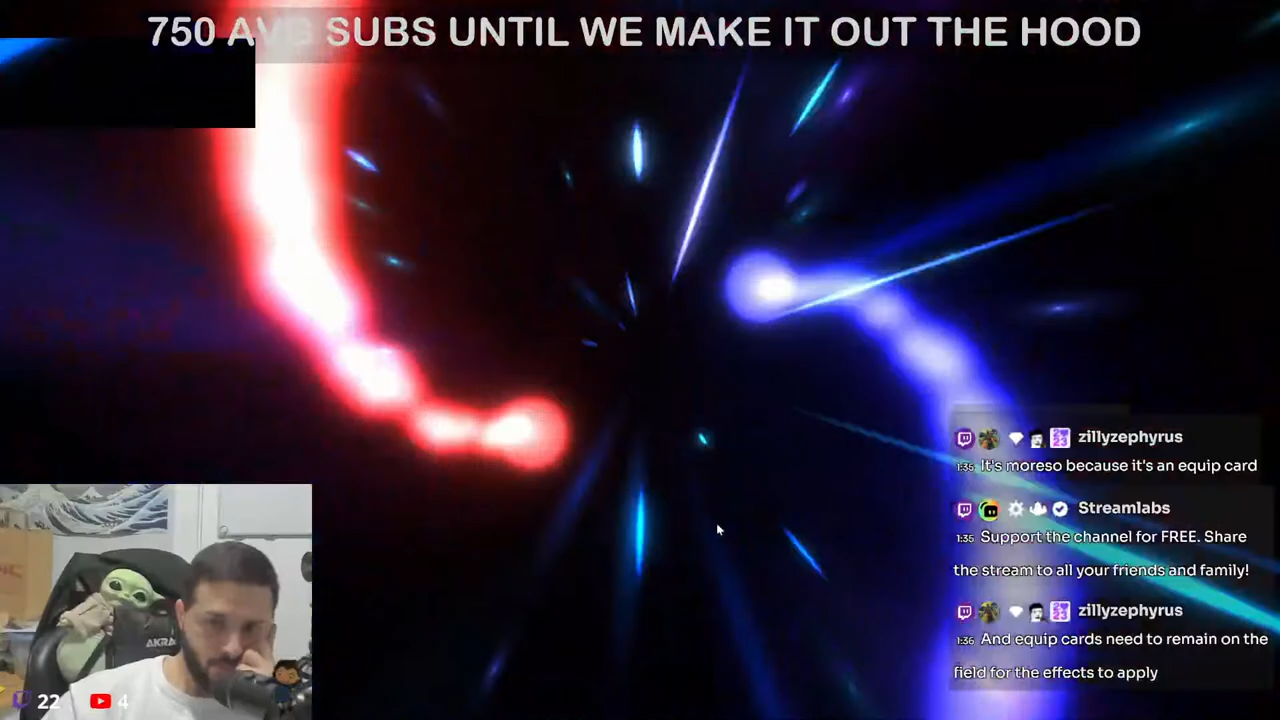 750 AVG SUBS UNTIL WE MAKE IT OUT THE HOOD
zillyzephyrus
1:35 It's moreso because it's an equip card
Streamlabs
1:35 Support the channel for FREE. Share
the stream to all your friends and family!
zillyzephyrus
1:36 And equip cards need to remain on the
field for the effects to apply
AKRA
22
4